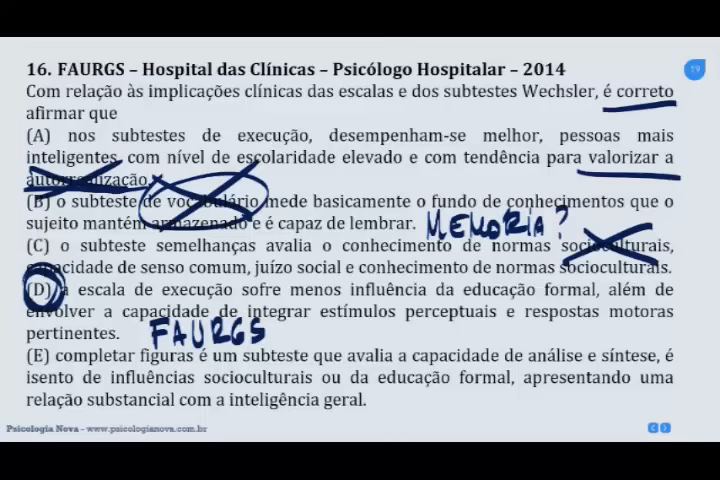 16. FAURGS – Hospital das Clínicas – Psicólogo Hospitalar – 2014
19
Com relação às implicações clínicas das escalas e dos subtestes Wechsler, é correto
afirmar que
(A) nos subtestes de execução, desempenham-se melhor, pessoas mais
inteligentes, com nível de escolaridade elevado e com tendência para valorizar a
autorrealização.
(B) o subteste de vocabulário mede basicamente o fundo de conhecimentos que o
sujeito mantém armazenado e é capaz de lembrar. MEMORIA?
(C) o subteste semelhanças avalia o conhecimento de normas socioculturais,
capacidade de senso comum, juízo social e conhecimento de normas socioculturais.
(D) a escala de execução sofre menos influência da educação formal, além de
envolver a capacidade de integrar estímulos perceptuais e respostas motoras
pertinentes. FAURGS
(E) completar figuras é um subteste que avalia a capacidade de análise e síntese, é
isento de influências socioculturais ou da educação formal, apresentando uma
relação substancial com a inteligência geral.
Psicologia Nova - www.psicologianova.com.br